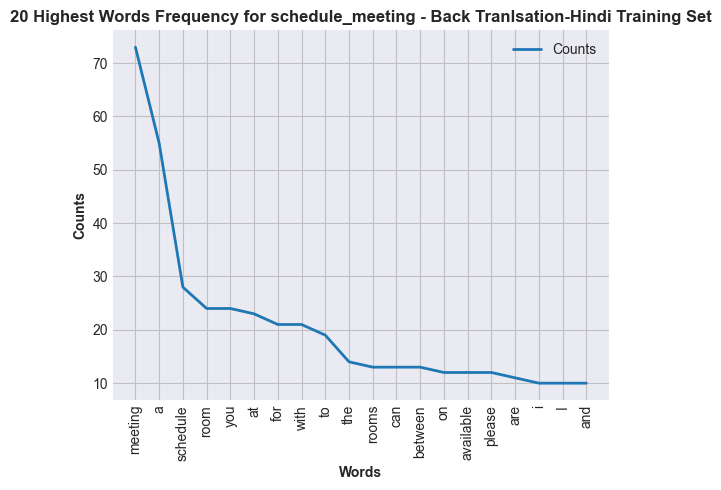 20 Highest Words Frequency for schedule_meeting - Back Tranlsation-Hindi Training Set
Counts
70
60
50
40
30
20
10
Counts
meeting
a
schedule
room
you
at
for
with
to
the
rooms
can
between
on
available
please
are
i
I
and
Words